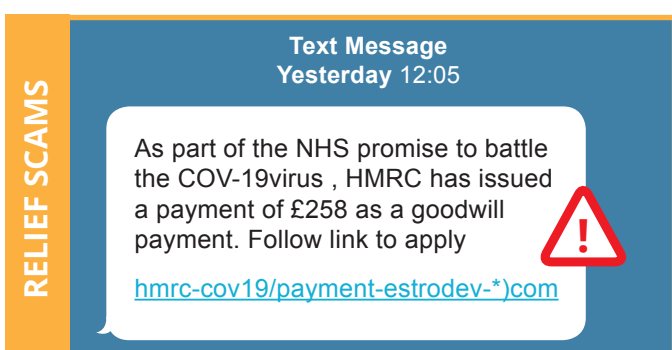 RELIEF SCAMS
Text Message
Yesterday 12:05
As part of the NHS promise to battle
the COV-19virus , HMRC has issued
a payment of £258 as a goodwill
payment. Follow link to apply
!
hmrc-cov19/payment-estrodev-*)com